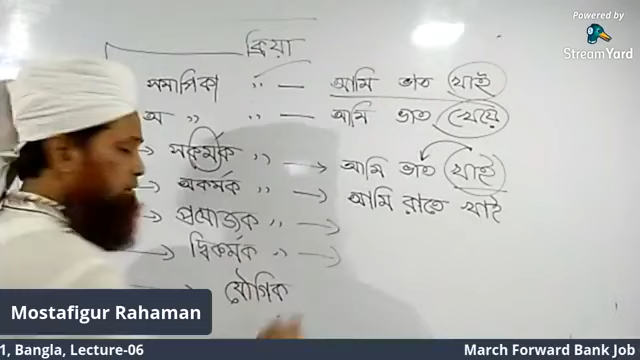 Powered by
StreamYard
ক্রিয়া
সমাপিকা " — আমি ভাত খাই
অ " " — আমি ভাত খেয়ে
→ সকর্মক " → আমি ভাত খাই
→ অকর্মক " → আমি রাতে খাই
→ প্রযোজক " →
→ দ্বিকর্মক " →
যৌগিক
Mostafigur Rahaman
1, Bangla, Lecture-06 March Forward Bank Job